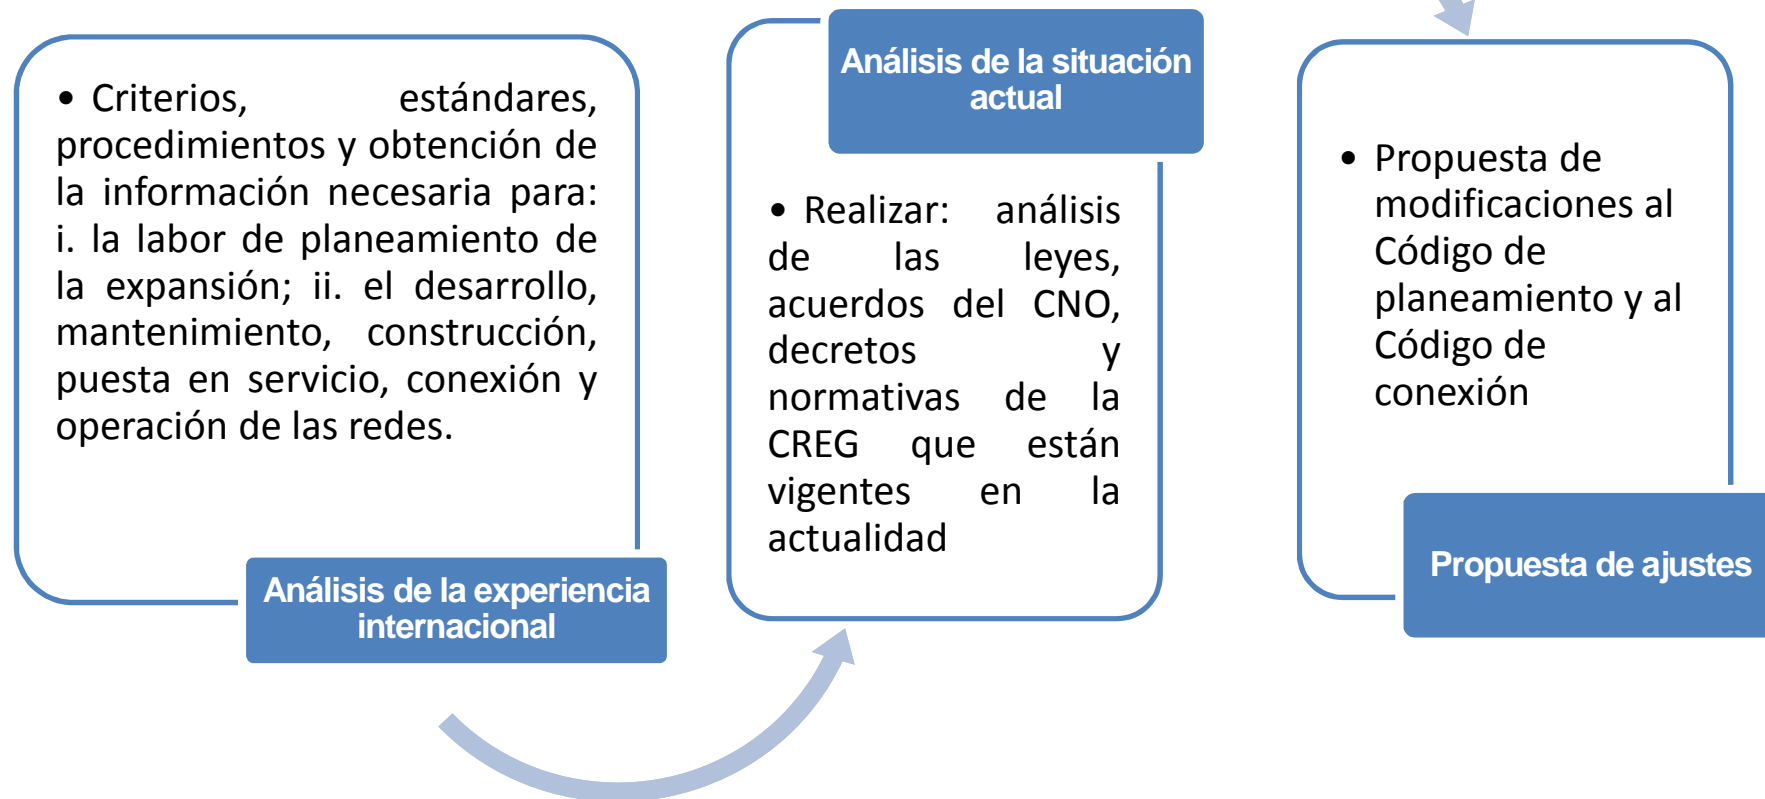 • Criterios, estándares,
procedimientos y obtención de
la información necesaria para:
i. la labor de planeamiento de
la expansión; ii. el desarrollo,
mantenimiento, construcción,
puesta en servicio, conexión y
operación de las redes.
Análisis de la experiencia
internacional
Análisis de la situación
actual
• Realizar: análisis
de las leyes,
acuerdos del CNO,
decretos y
normativas de la
CREG que están
vigentes en la
actualidad
• Propuesta de
modificaciones al
Código de
planeamiento y al
Código de
conexión
Propuesta de ajustes